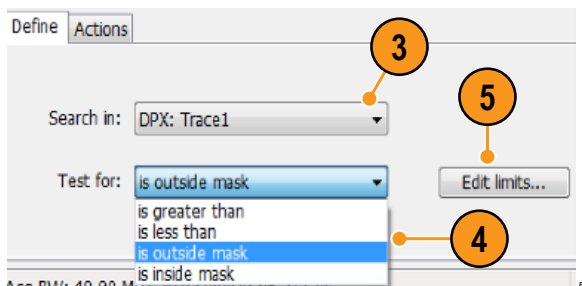 Define Actions
3
5
Search in: DPX: Trace1
Test for: is outside mask Edit limits...
is greater than
is less than
is outside mask
4
is inside mask